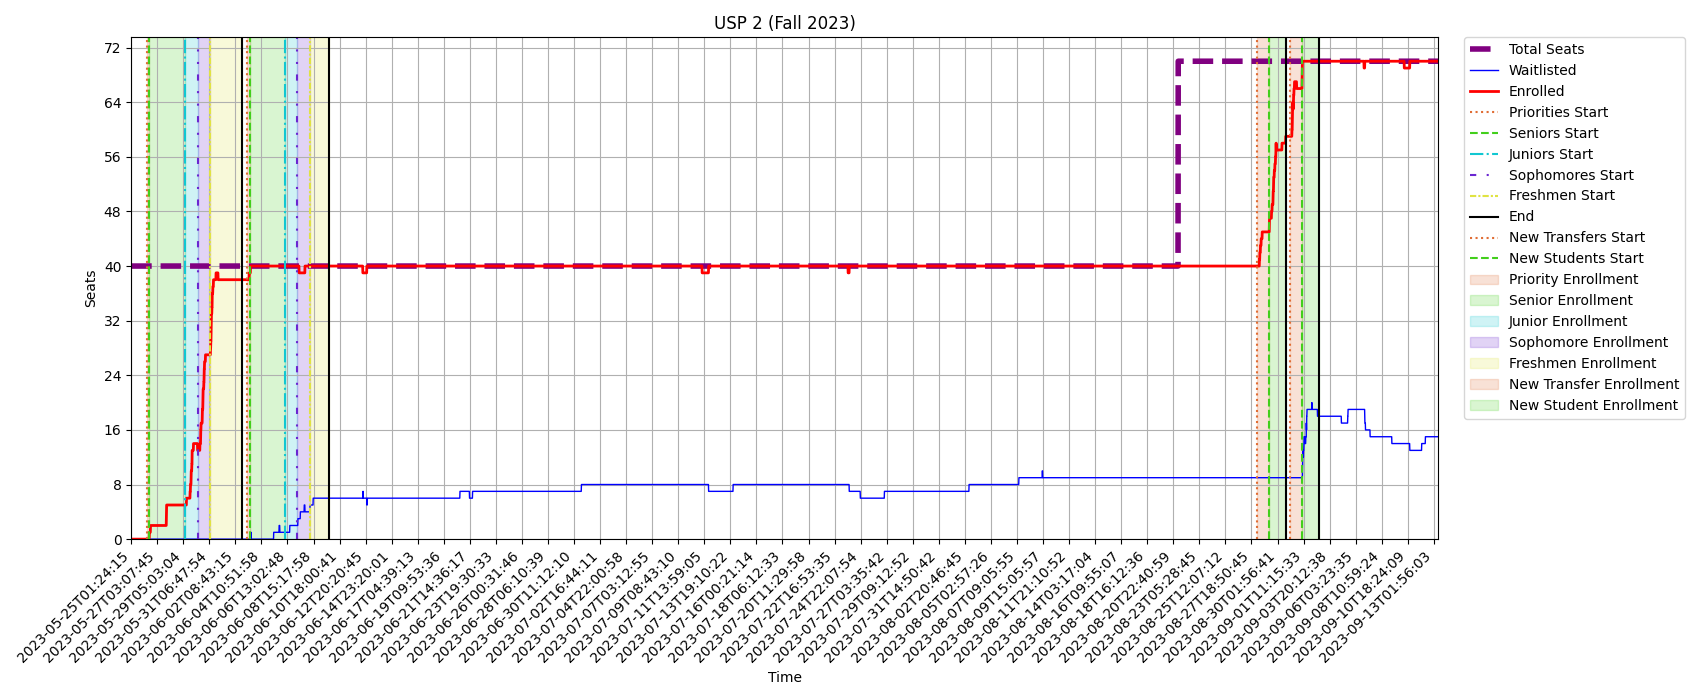 USP 2 (Fall 2023)
Seats
72
64
56
48
40
32
24
16
8
0
2023-05-25T01:24:15
2023-05-27T03:07:45
2023-05-29T05:03:04
2023-05-31T06:47:54
2023-06-02T08:43:15
2023-06-04T10:51:58
2023-06-06T13:02:48
2023-06-08T15:17:58
2023-06-10T18:00:41
2023-06-12T20:20:45
2023-06-14T23:20:01
2023-06-17T04:39:13
2023-06-19T09:53:36
2023-06-21T14:36:17
2023-06-23T19:30:33
2023-06-26T00:31:46
2023-06-28T06:10:39
2023-06-30T11:12:10
2023-07-02T16:44:11
2023-07-04T22:00:58
2023-07-07T03:12:55
2023-07-09T08:43:10
2023-07-11T13:59:05
2023-07-13T19:10:22
2023-07-16T00:21:14
2023-07-18T06:12:33
2023-07-20T11:29:58
2023-07-22T16:53:35
2023-07-24T22:07:54
2023-07-27T03:35:42
2023-07-29T09:12:52
2023-07-31T14:50:42
2023-08-02T20:46:45
2023-08-05T02:57:26
2023-08-07T09:05:55
2023-08-09T15:05:57
2023-08-11T21:10:52
2023-08-14T03:17:04
2023-08-16T09:55:07
2023-08-18T16:12:36
2023-08-20T22:40:59
2023-08-23T05:28:45
2023-08-25T12:07:12
2023-08-27T18:50:45
2023-08-30T01:56:41
2023-09-01T11:15:33
2023-09-03T20:12:38
2023-09-06T03:23:35
2023-09-08T10:59:24
2023-09-10T18:24:09
2023-09-13T01:56:03
Time
Total Seats
Waitlisted
Enrolled
Priorities Start
Seniors Start
Juniors Start
Sophomores Start
Freshmen Start
End
New Transfers Start
New Students Start
Priority Enrollment
Senior Enrollment
Junior Enrollment
Sophomore Enrollment
Freshmen Enrollment
New Transfer Enrollment
New Student Enrollment